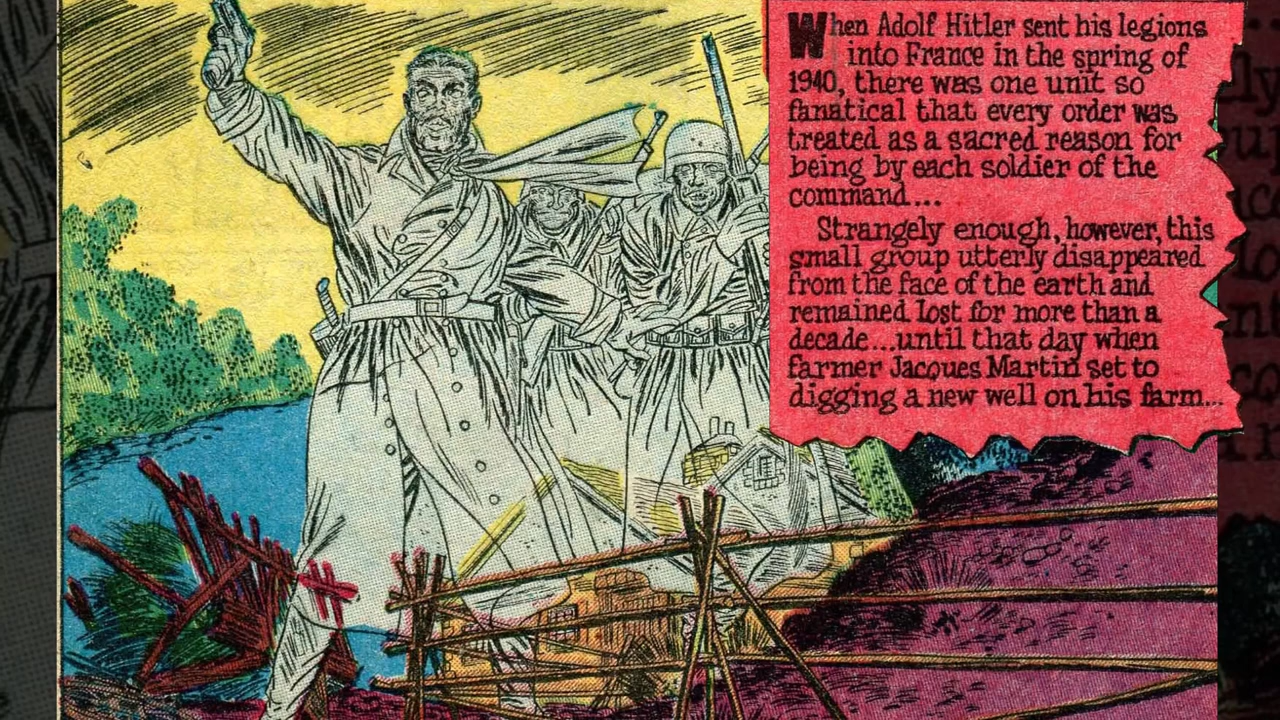 When Adolf Hitler sent his legions
into France in the spring of
1940, there was one unit so
fanatical that every order was
treated as a sacred reason for
being by each soldier of the
command...
Strangely enough, however, this
small group utterly disappeared
from the face of the earth and
remained lost for more than a
decade...until that day when
farmer Jacques Martin set to
digging a new well on his farm...